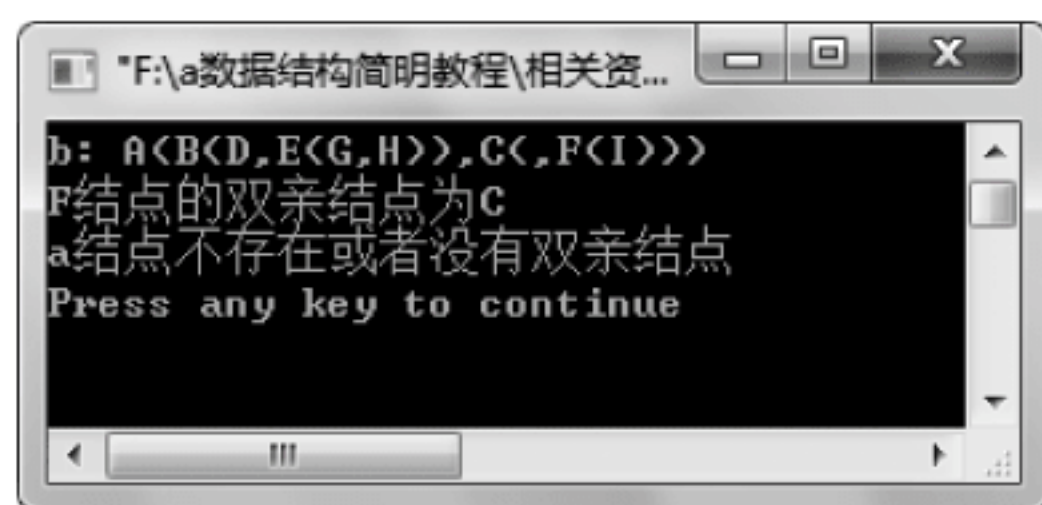 "F:\a数据结构简明教程\相关资...
b: A(B(D,E(G,H)),C(,F(I)))
F结点的双亲结点为C
a结点不存在或者没有双亲结点
Press any key to continue